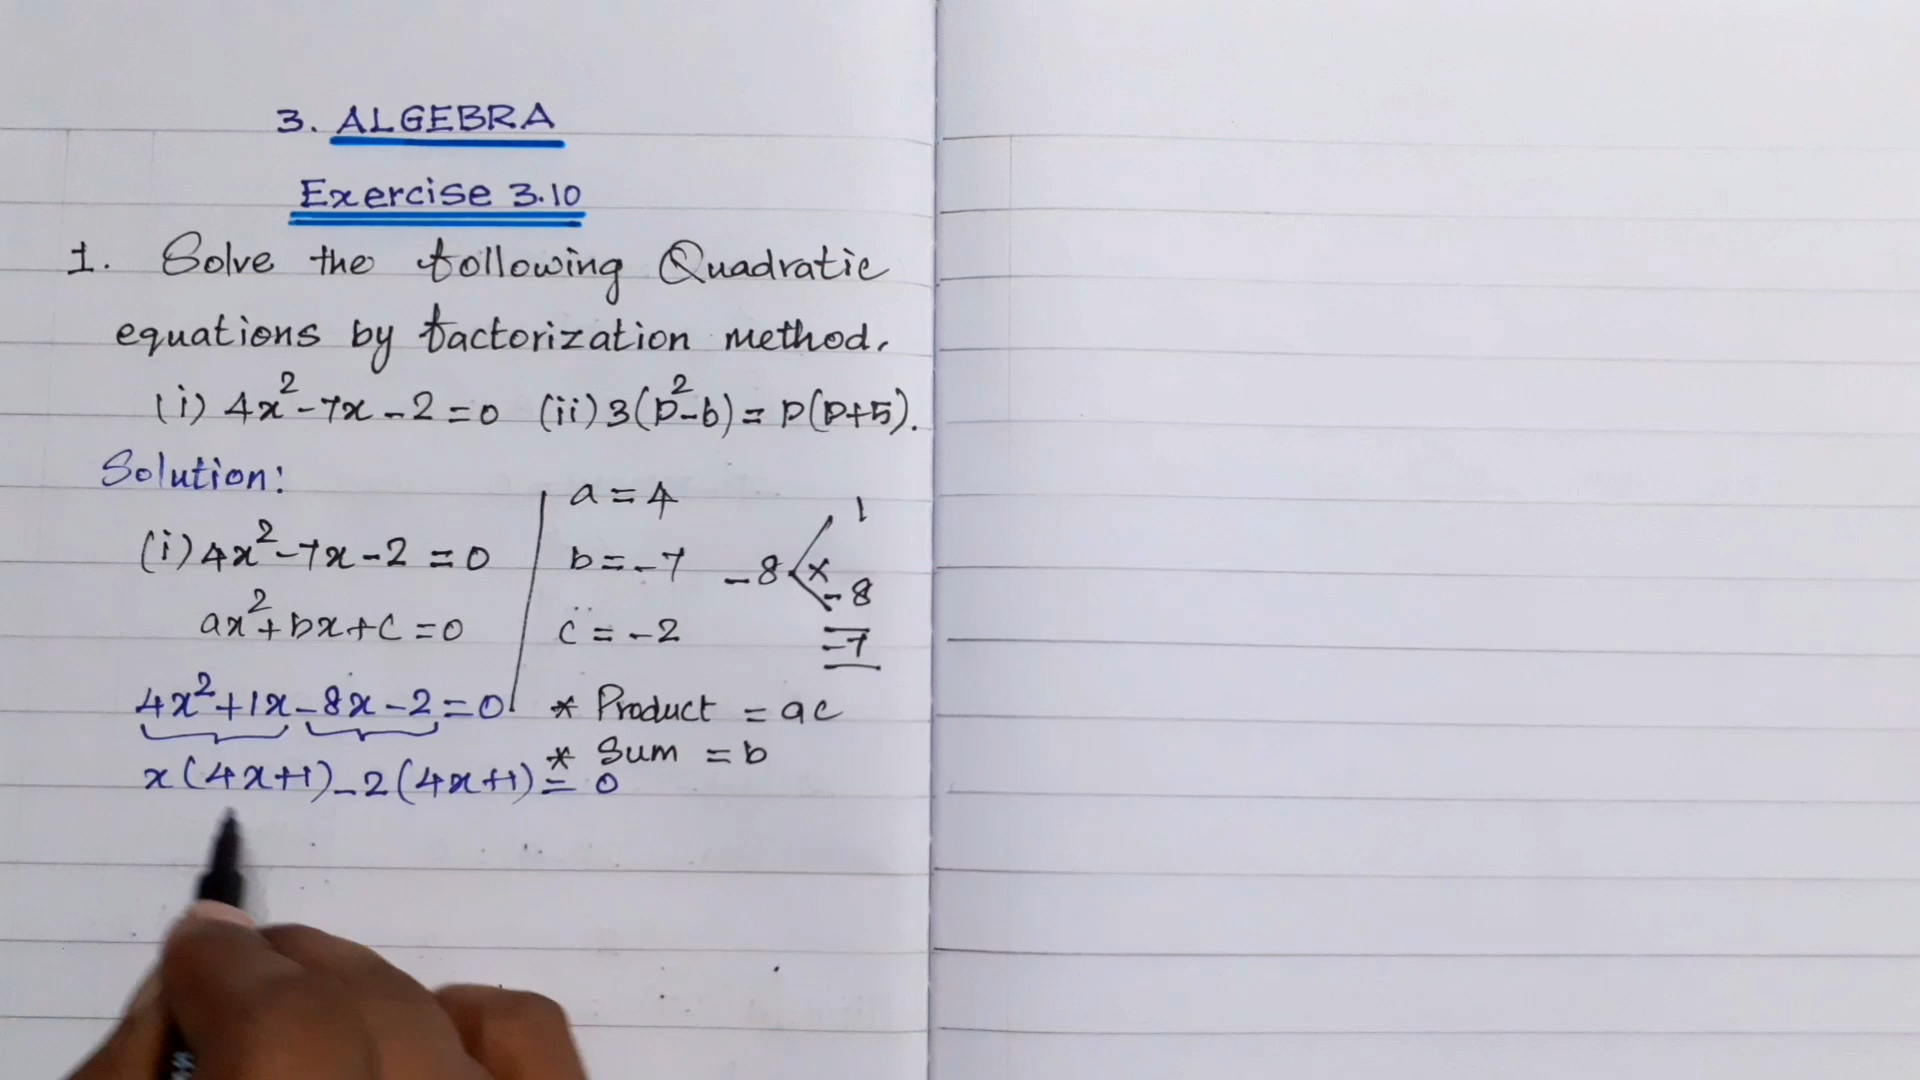 3. ALGEBRA
Exercise 3.10
1. Solve the following Quadratic
equations by factorization method.
(i) 4x²-7x-2=0 (ii) 3(p²-6)=p(p+5).
Solution:
(i) 4x²-7x-2=0
ax²+bx+c=0
4x²+1x-8x-2=0
x(4x+1)-2(4x+1)=0
a=4
b=-7
c=-2
-8 < 1
x
-8
-7
* Product = ac
* Sum = b